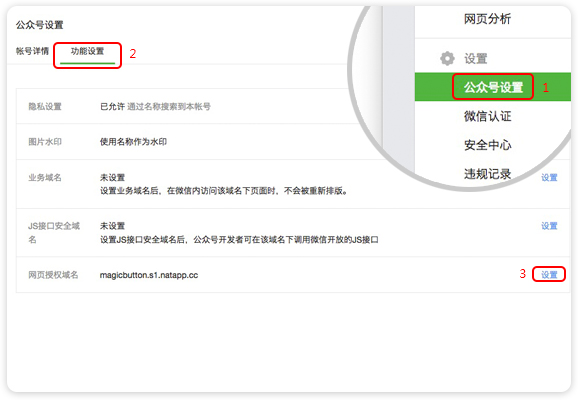 公众号设置
帐号详情 功能设置 2
隐私设置 已允许 通过名称搜索到本帐号
图片水印 使用名称作为水印
业务域名 未设置 设置
设置业务域名后，在微信内访问该域名下页面时，不会被重新排版。
JS接口安全域名 未设置 设置
设置JS接口安全域名后，公众号开发者可在该域名下调用微信开放的JS接口
网页授权域名 magicbutton.s1.natapp.cc 3 设置
网页分析
设置
公众号设置 1
微信认证
安全中心
违规记录